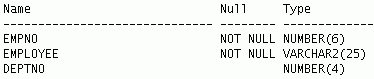 Name Null Type
------------------------------ -------- ------------
EMPNO NOT NULL NUMBER(6)
EMPLOYEE NOT NULL VARCHAR2(25)
DEPTNO NUMBER(4)